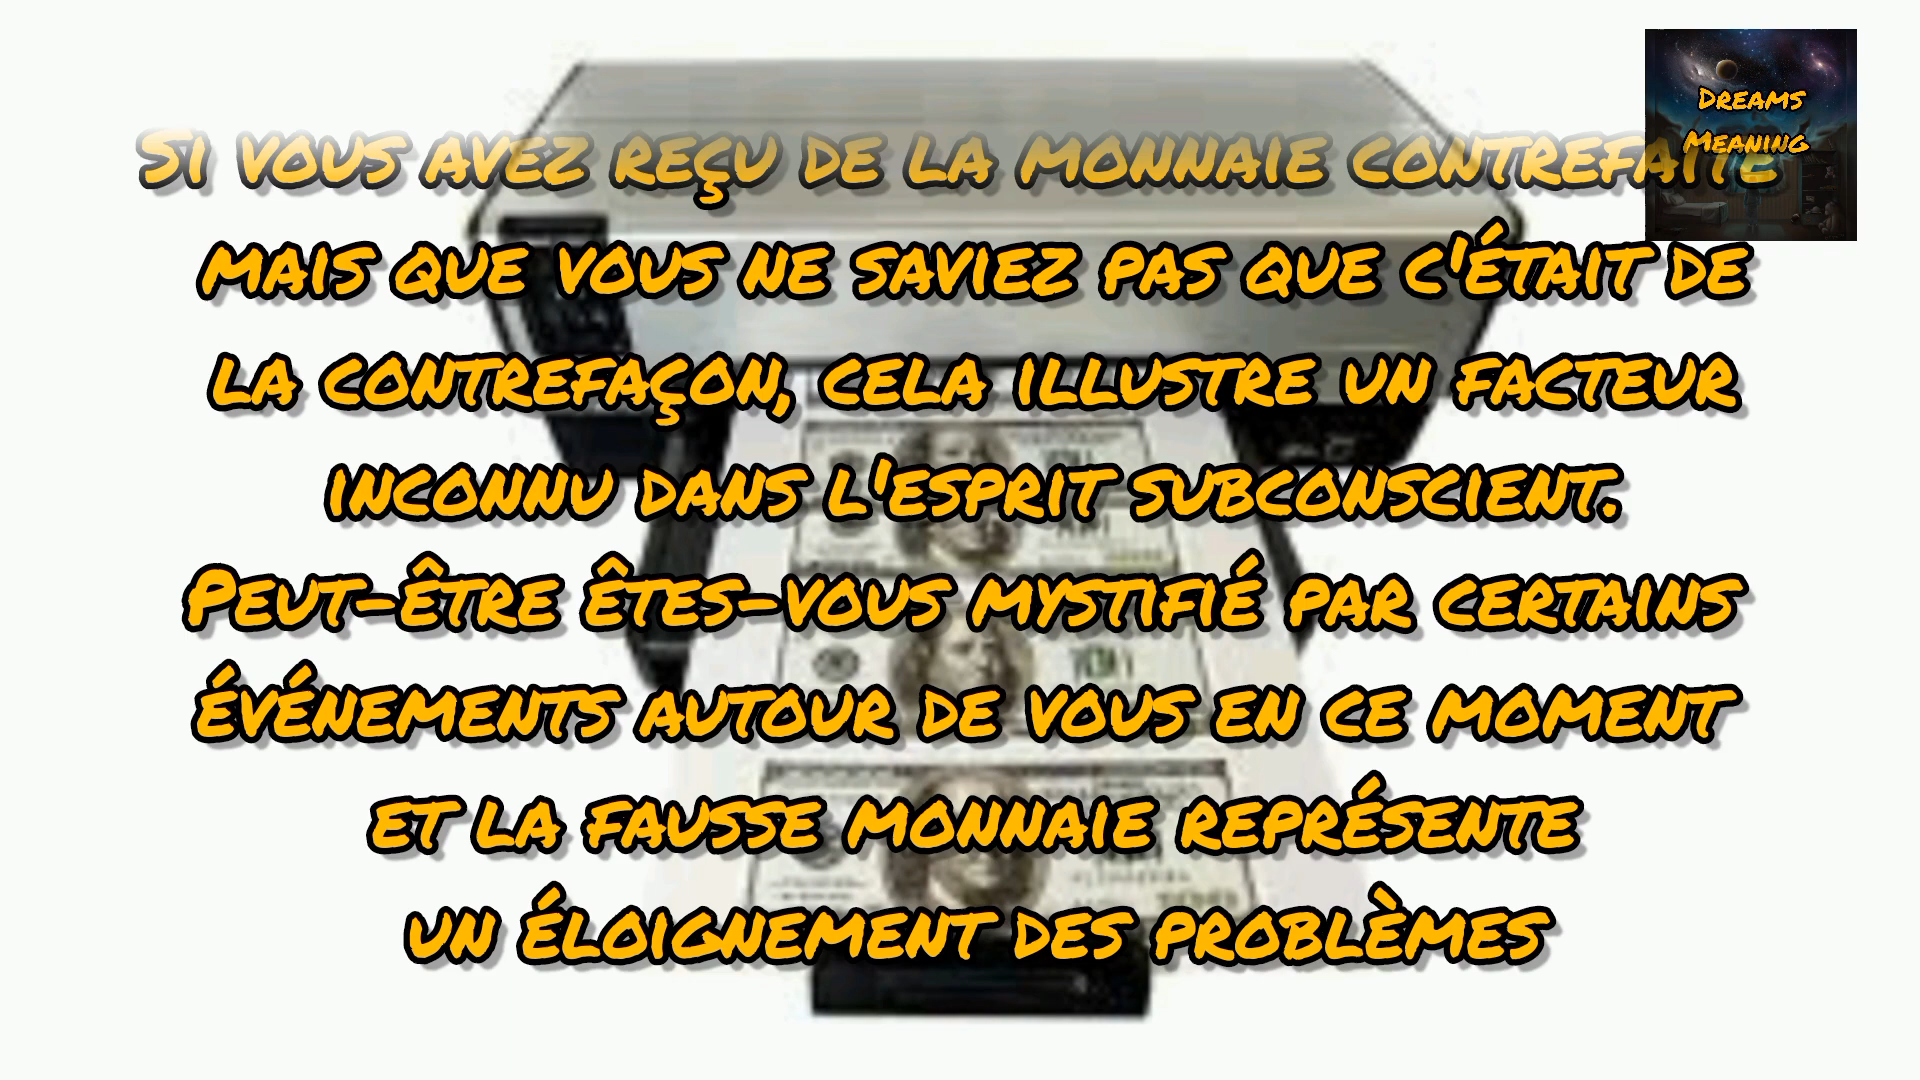 Dreams
Meaning
Si vous avez reçu de la monnaie contrefaite
mais que vous ne saviez pas que c'était de
la contrefaçon, cela illustre un facteur
inconnu dans l'esprit subconscient.
Peut-être êtes-vous mystifié par certains
événements autour de vous en ce moment
et la fausse monnaie représente
un éloignement des problèmes